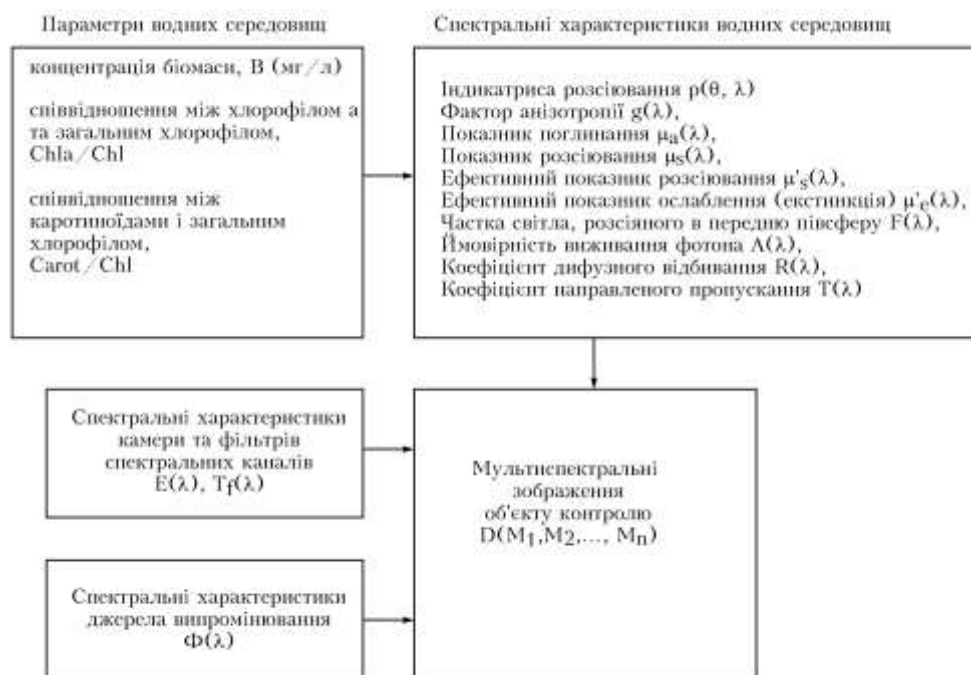 Параметри водних середовищ
концентрація біомаси, В (мг/л)
співвідношення між хлорофілом а
та загальним хлорофілом,
Chla/Chl
співвідношення між
каротиноїдами і загальним
хлорофілом,
Carot/Chl
Спектральні характеристики водних середовищ
Індикатриса розсіювання p(θ, λ)
Фактор анізотропії g(λ),
Показник поглинання μa(λ),
Показник розсіювання μs(λ),
Ефективний показник розсіювання μ's(λ),
Ефективний показник ослаблення (екстинкція) μ'e(λ),
Частка світла, розсіяного в передню півсферу F(λ),
Ймовірність виживання фотона Λ(λ),
Коефіцієнт дифузного відбивання R(λ),
Коефіцієнт направленого пропускання T(λ)
Спектральні характеристики
камери та фільтрів
спектральних каналів
E(λ), Tf(λ)
Спектральні характеристики
джерела випромінювання
Φ(λ)
Мультиспектральні
зображення
об'єкту контролю
D(M1,M2,..., Mn)